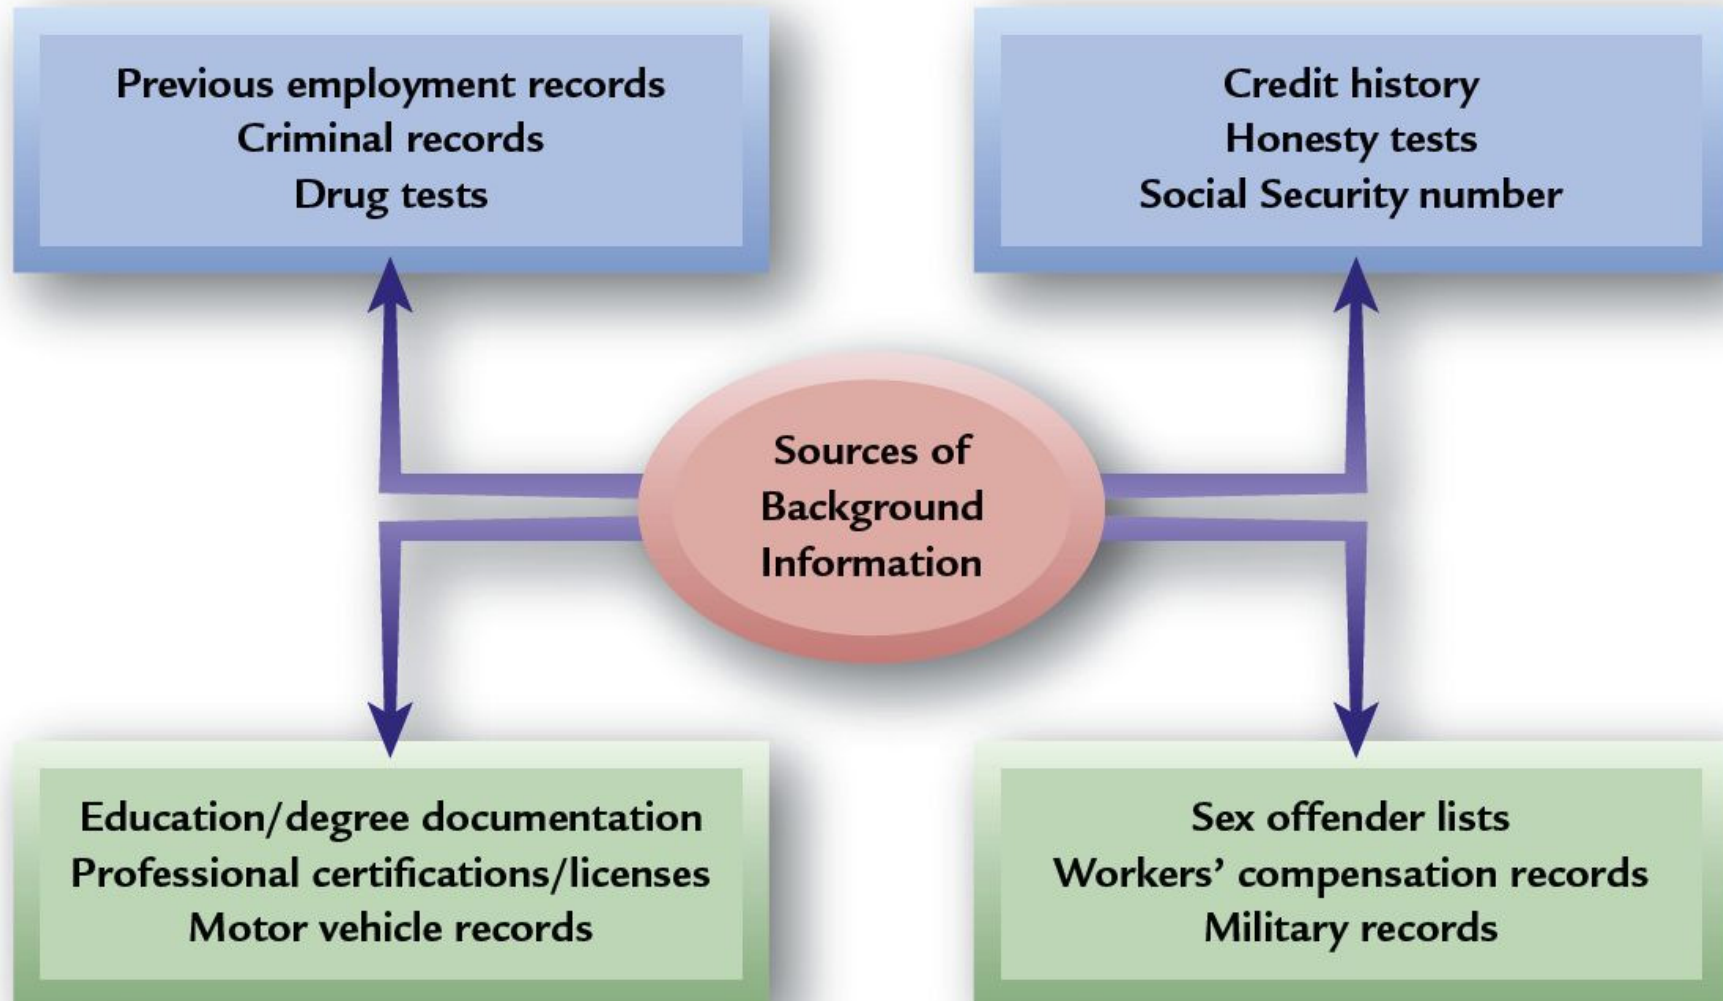 Previous employment records
Criminal records
Drug tests
Credit history
Honesty tests
Social Security number
Sources of
Background
Information
Education/degree documentation
Professional certifications/licenses
Motor vehicle records
Sex offender lists
Workers’ compensation records
Military records